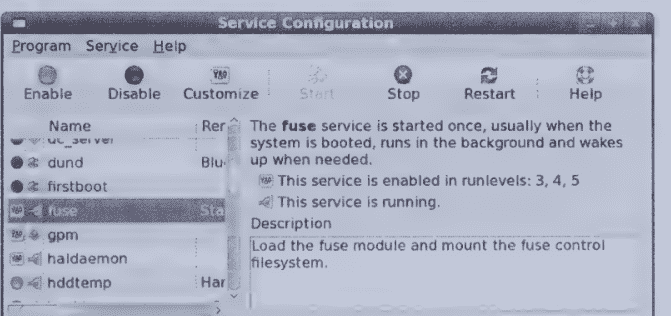 Service Configuration
Program Service Help
Enable Disable Customize Start Stop Restart Help
Name Rer
dc_server
dund Blu
firstboot
fuse Sta
gpm
haldaemon
hddtemp Har
The fuse service is started once, usually when the
system is booted, runs in the background and wakes
up when needed.
This service is enabled in runlevels: 3, 4, 5
This service is running.
Description
Load the fuse module and mount the fuse control
filesystem.